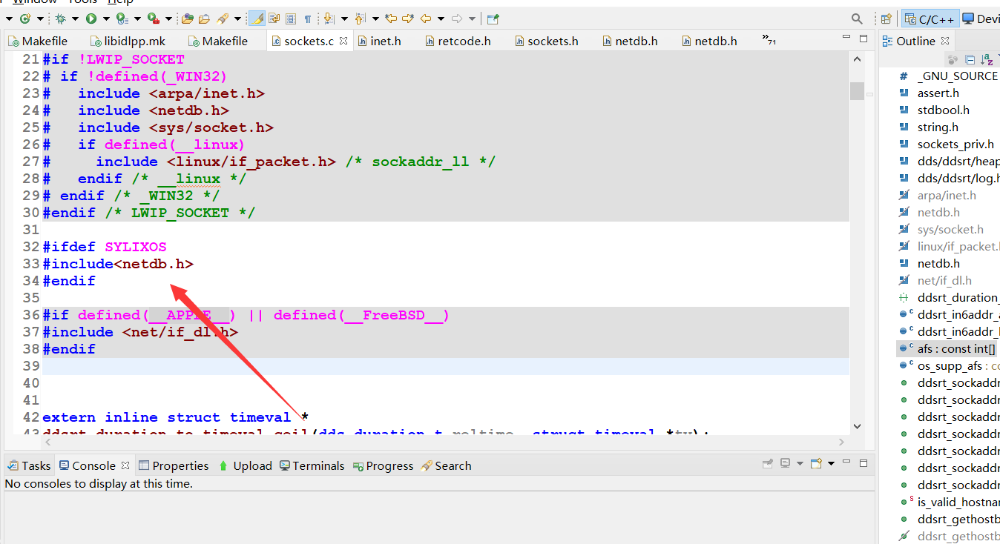 Window Tools Help
C/C++ Devi
Makefile libidlpp.mk Makefile sockets.c inet.h retcode.h sockets.h netdb.h netdb.h »71
Outline
21 #if !LWIP_SOCKET
22 # if !defined(_WIN32)
23 #   include <arpa/inet.h>
24 #   include <netdb.h>
25 #   include <sys/socket.h>
26 #   if defined(__linux)
27 #     include <linux/if_packet.h> /* sockaddr_ll */
28 #   endif /* __linux */
29 # endif /* _WIN32 */
30 #endif /* LWIP_SOCKET */
31
32 #ifdef SYLIXOS
33 #include<netdb.h>
34 #endif
35
36 #if defined(__APPLE__) || defined(__FreeBSD__)
37 #include <net/if_dl.h>
38 #endif
39
40
41
42 extern inline struct timeval *
43 ddsrt_duration_to_timeval_ceil(dds_duration_t reltime, struct timeval *tv);
# _GNU_SOURCE
assert.h
stdbool.h
string.h
sockets_priv.h
dds/ddsrt/heap
dds/ddsrt/log.h
arpa/inet.h
netdb.h
sys/socket.h
linux/if_packet.
netdb.h
net/if_dl.h
ddsrt_duration_
ddsrt_in6addr_a
ddsrt_in6addr_l
afs : const int[]
os_supp_afs : co
ddsrt_sockaddr
ddsrt_sockaddr
ddsrt_sockaddr
ddsrt_sockaddr
ddsrt_sockaddr
ddsrt_sockaddr
ddsrt_sockaddr
is_valid_hostnar
ddsrt_gethostb
ddsrt_gethostb
Tasks Console Properties Upload Terminals Progress Search
No consoles to display at this time.